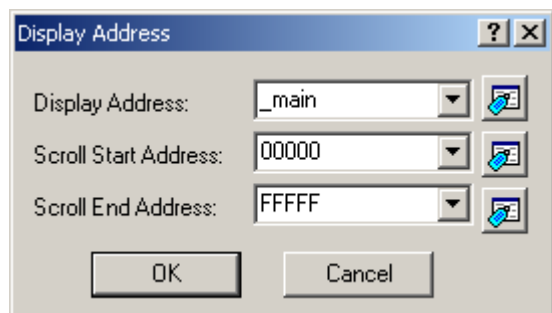 Display Address
Display Address: _main
Scroll Start Address: 00000
Scroll End Address: FFFFF
OK Cancel